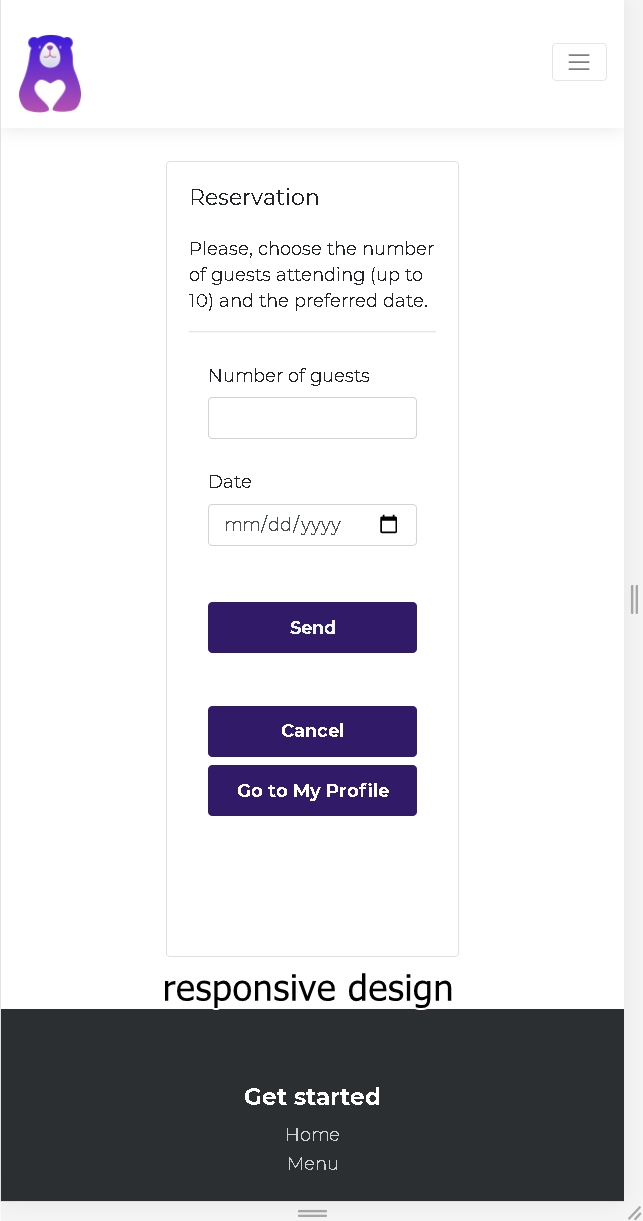 Reservation
Please, choose the number
of guests attending (up to
10) and the preferred date.
Number of guests
Date
mm/dd/yyyy
Send
Cancel
Go to My Profile
responsive design
Get started
Home
Menu